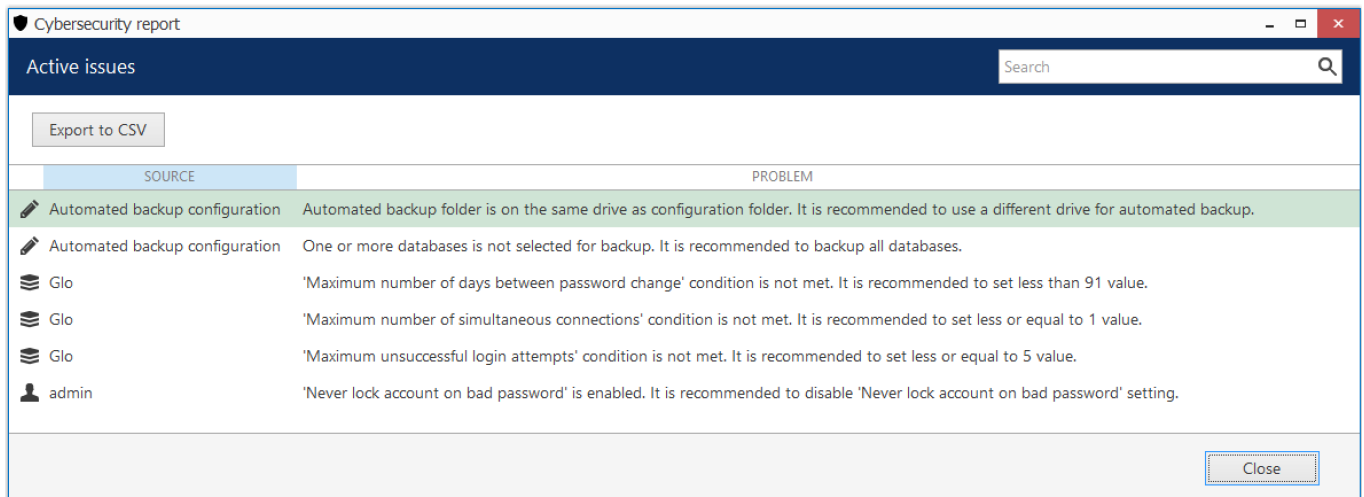 Cybersecurity report
Active issues
Search
Export to CSV
SOURCE PROBLEM
Automated backup configuration Automated backup folder is on the same drive as configuration folder. It is recommended to use a different drive for automated backup.
Automated backup configuration One or more databases is not selected for backup. It is recommended to backup all databases.
Glo 'Maximum number of days between password change' condition is not met. It is recommended to set less than 91 value.
Glo 'Maximum number of simultaneous connections' condition is not met. It is recommended to set less or equal to 1 value.
Glo 'Maximum unsuccessful login attempts' condition is not met. It is recommended to set less or equal to 5 value.
admin 'Never lock account on bad password' is enabled. It is recommended to disable 'Never lock account on bad password' setting.
Close